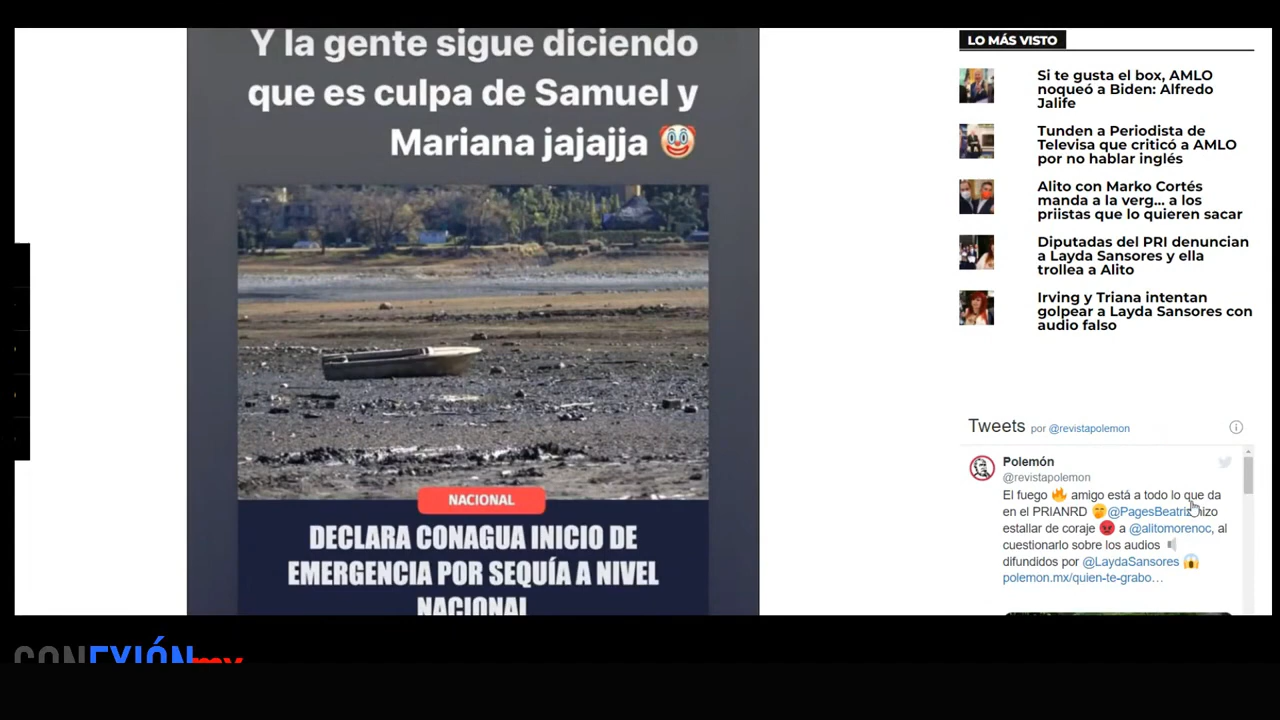 Y la gente sigue diciendo
que es culpa de Samuel y
Mariana jajajja 🤡
NACIONAL
DECLARA CONAGUA INICIO DE
EMERGENCIA POR SEQUÍA A NIVEL
NACIONAL
LO MÁS VISTO
Si te gusta el box, AMLO
noqueó a Biden: Alfredo
Jalife
Tunden a Periodista de
Televisa que criticó a AMLO
por no hablar inglés
Alito con Marko Cortés
manda a la verg... a los
priistas que lo quieren sacar
Diputadas del PRI denuncian
a Layda Sansores y ella
trollea a Alito
Irving y Triana intentan
golpear a Layda Sansores con
audio falso
Tweets por @revistapolemon
Polemón
@revistapolemon
El fuego 🔥 amigo está a todo lo que da
en el PRIANRD 🤭 @PagesBeatriz hizo
estallar de coraje 😡 a @alitomorenoc, al
cuestionarlo sobre los audios 🔈
difundidos por @LaydaSansores 😱
polemon.mx/quien-te-grabo…
CONEXIÓN mx